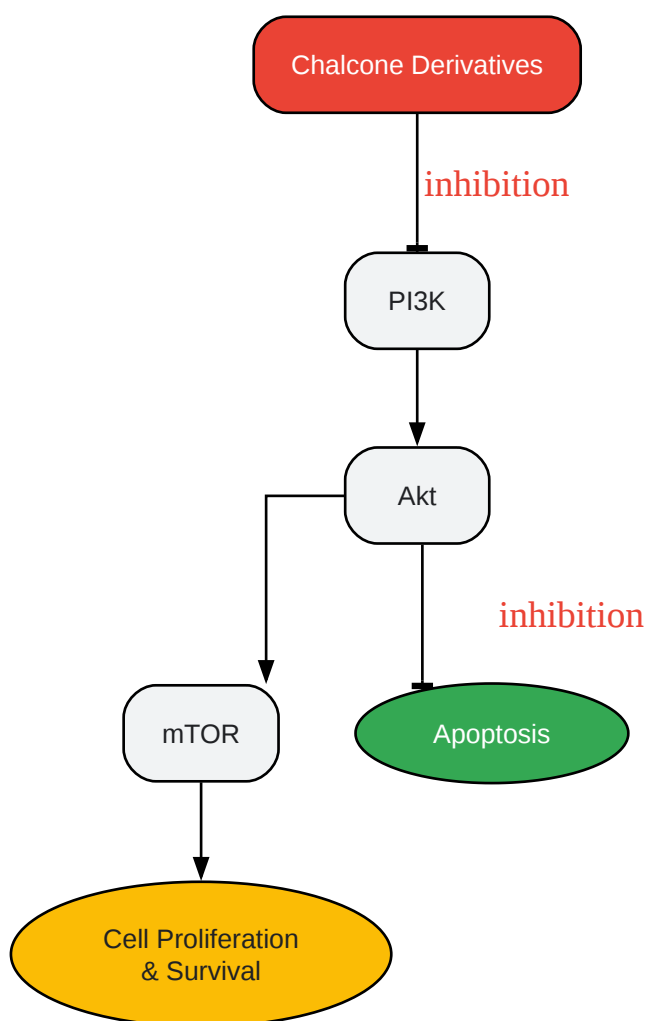 Chalcone Derivatives
inhibition
PI3K
Akt
inhibition
mTOR
Apoptosis
Cell Proliferation
& Survival